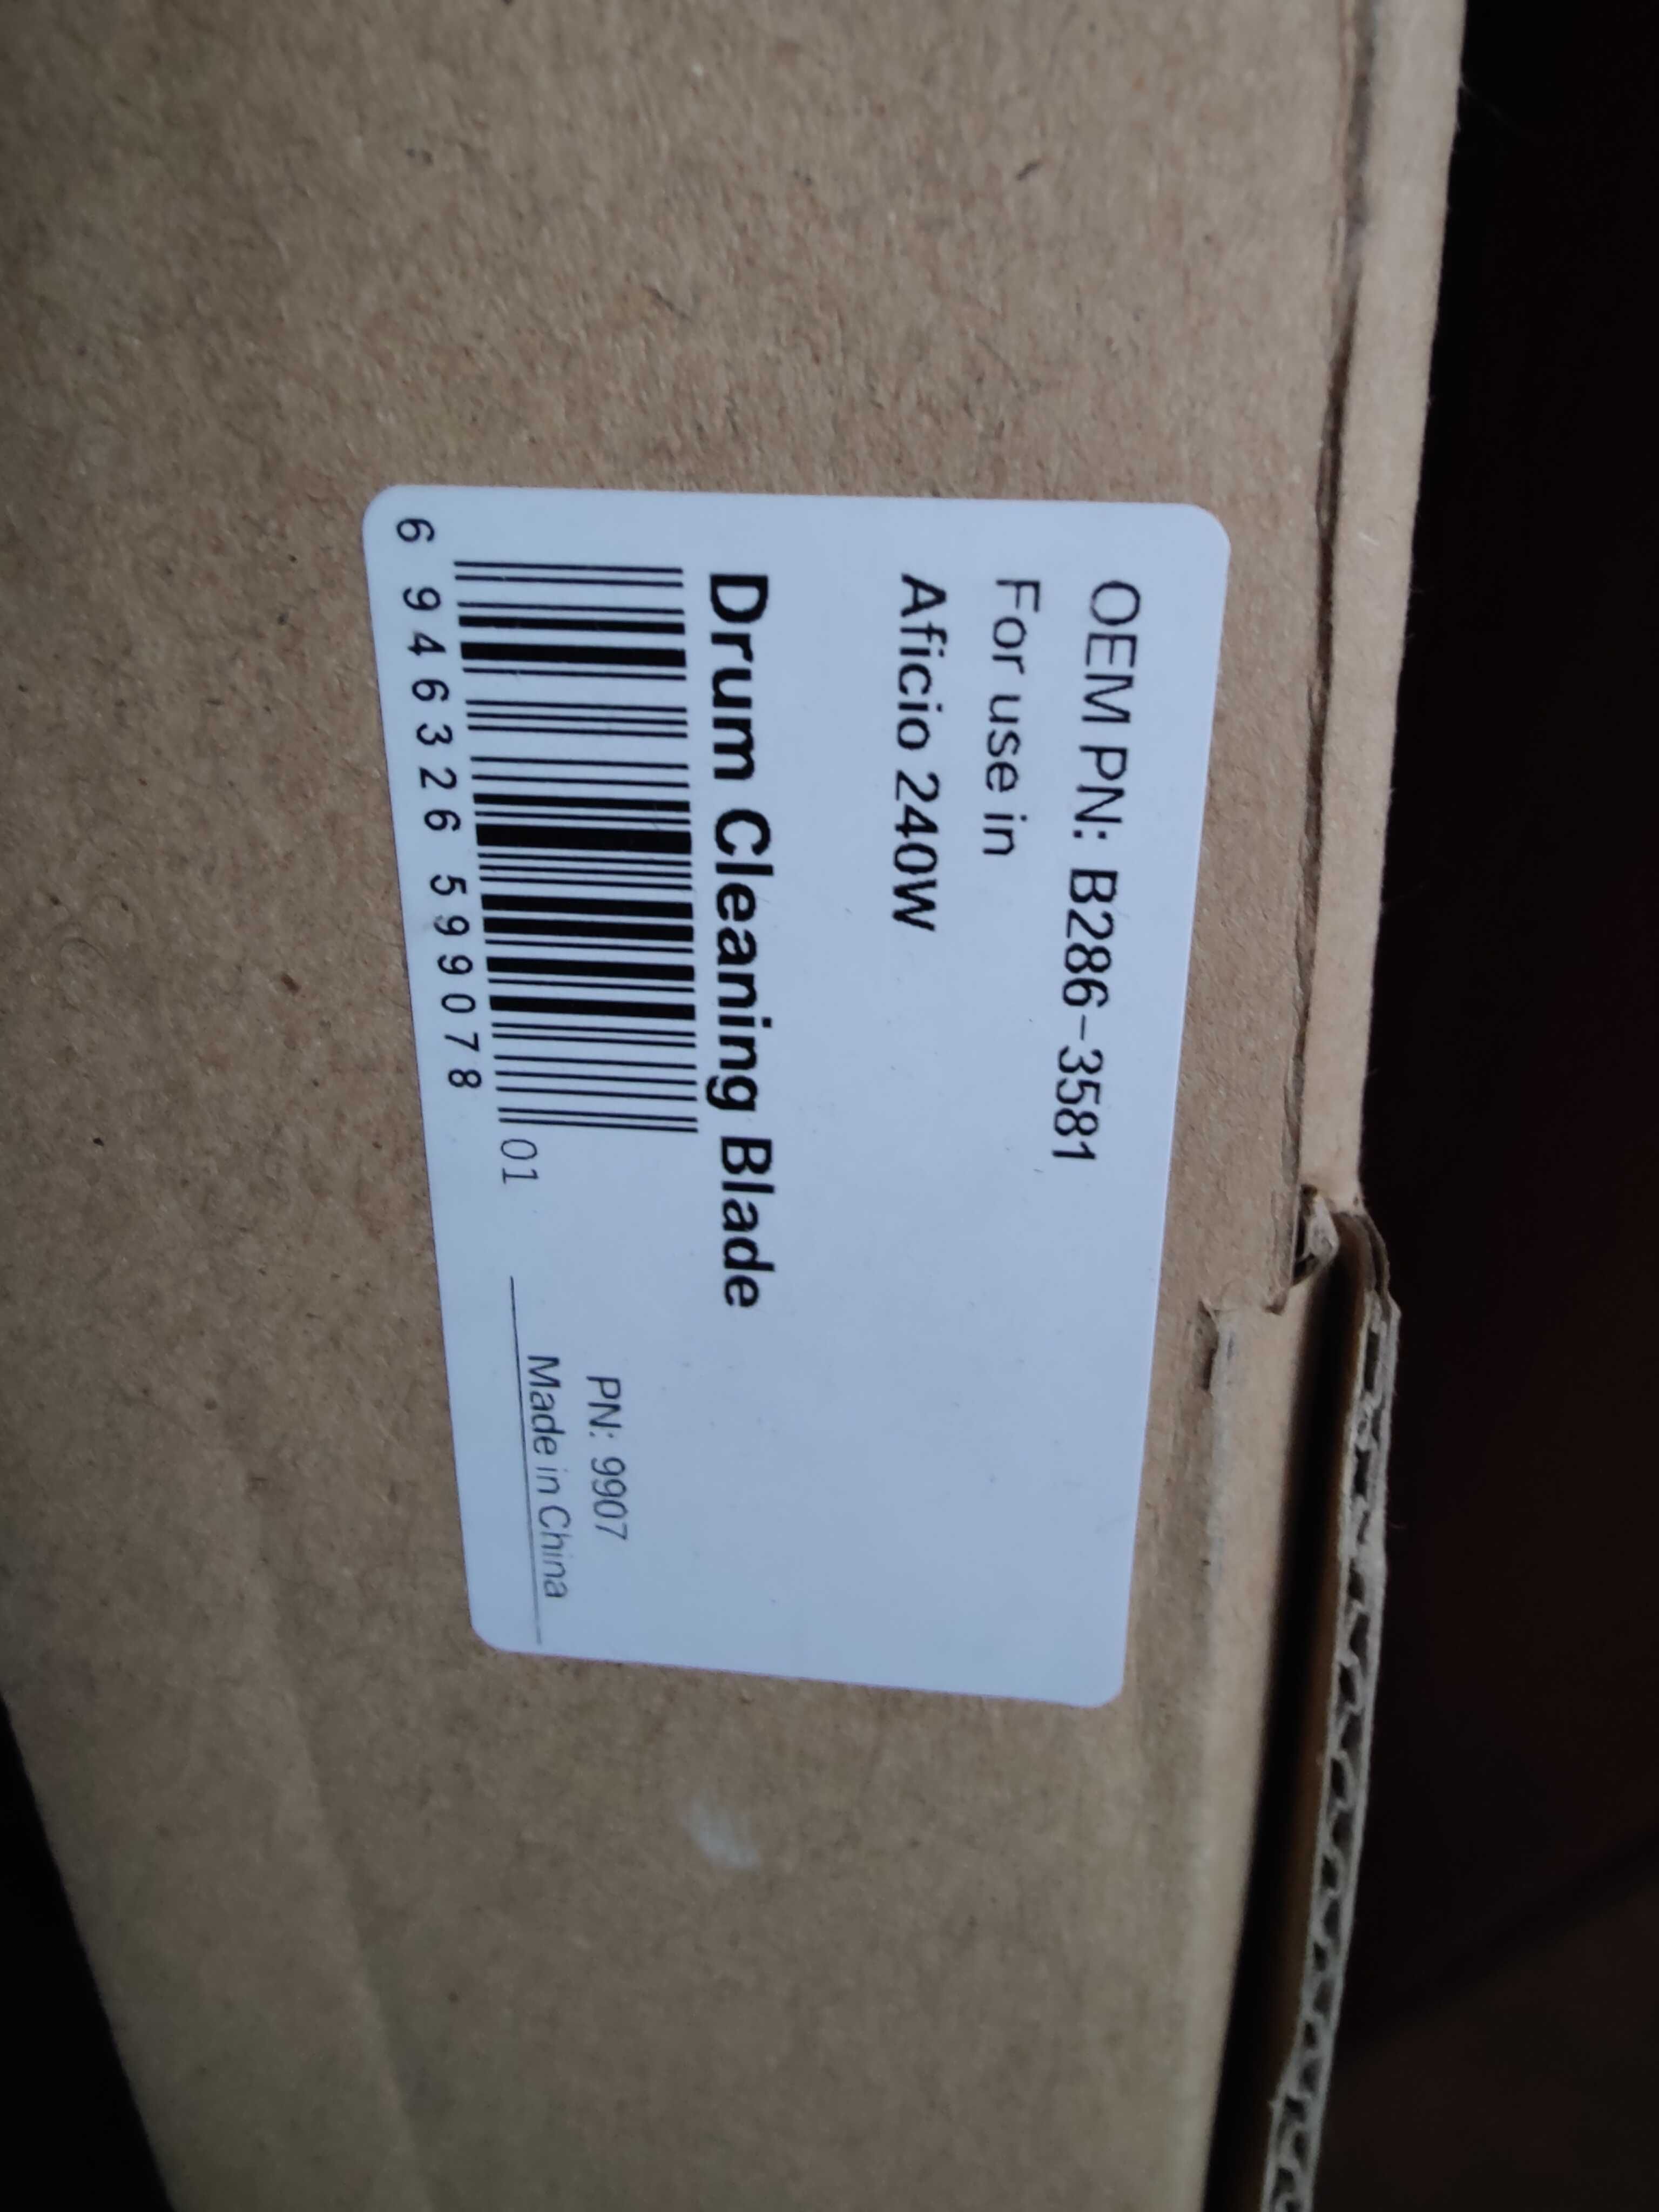 OEM PN: B286-3581
For use in
Aficio 240W
Drum Cleaning Blade
01
6 946326 599078
PN: 9907
Made in China